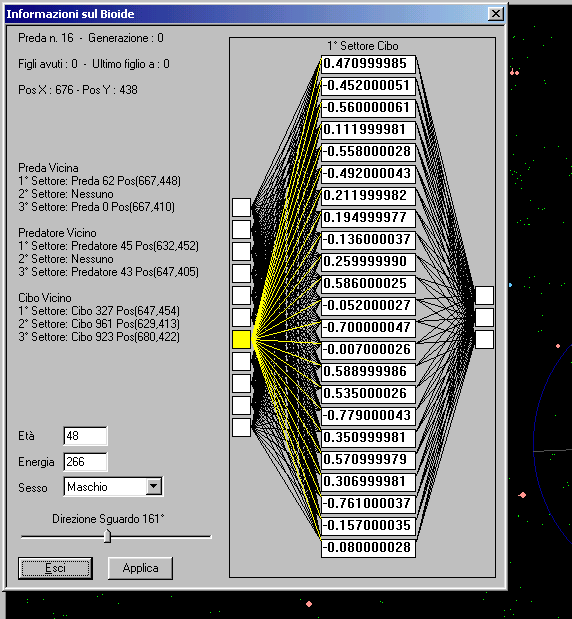 Informazioni sul Bioide
Preda n. 16 - Generazione : 0
Figli avuti : 0 - Ultimo figlio a : 0
Pos X : 676 - Pos Y : 438
Preda Vicina
1° Settore: Preda 62 Pos(667,448)
2° Settore: Nessuno
3° Settore: Preda 0 Pos(667,410)
Predatore Vicino
1° Settore: Predatore 45 Pos(632,452)
2° Settore: Nessuno
3° Settore: Predatore 43 Pos(647,405)
Cibo Vicino
1° Settore: Cibo 327 Pos(647,454)
2° Settore: Cibo 961 Pos(629,413)
3° Settore: Cibo 923 Pos(680,422)
Età 48
Energia 266
Sesso Maschio
Direzione Sguardo 161°
Esci Applica
1° Settore Cibo
0.470999985
-0.452000051
-0.560000061
0.111999981
-0.558000028
-0.492000043
0.211999982
0.194999977
-0.136000037
0.259999990
0.586000025
-0.052000027
-0.700000047
-0.007000026
0.588999986
0.535000026
-0.779000043
0.350999981
0.570999979
0.306999981
-0.761000037
-0.157000035
-0.080000028